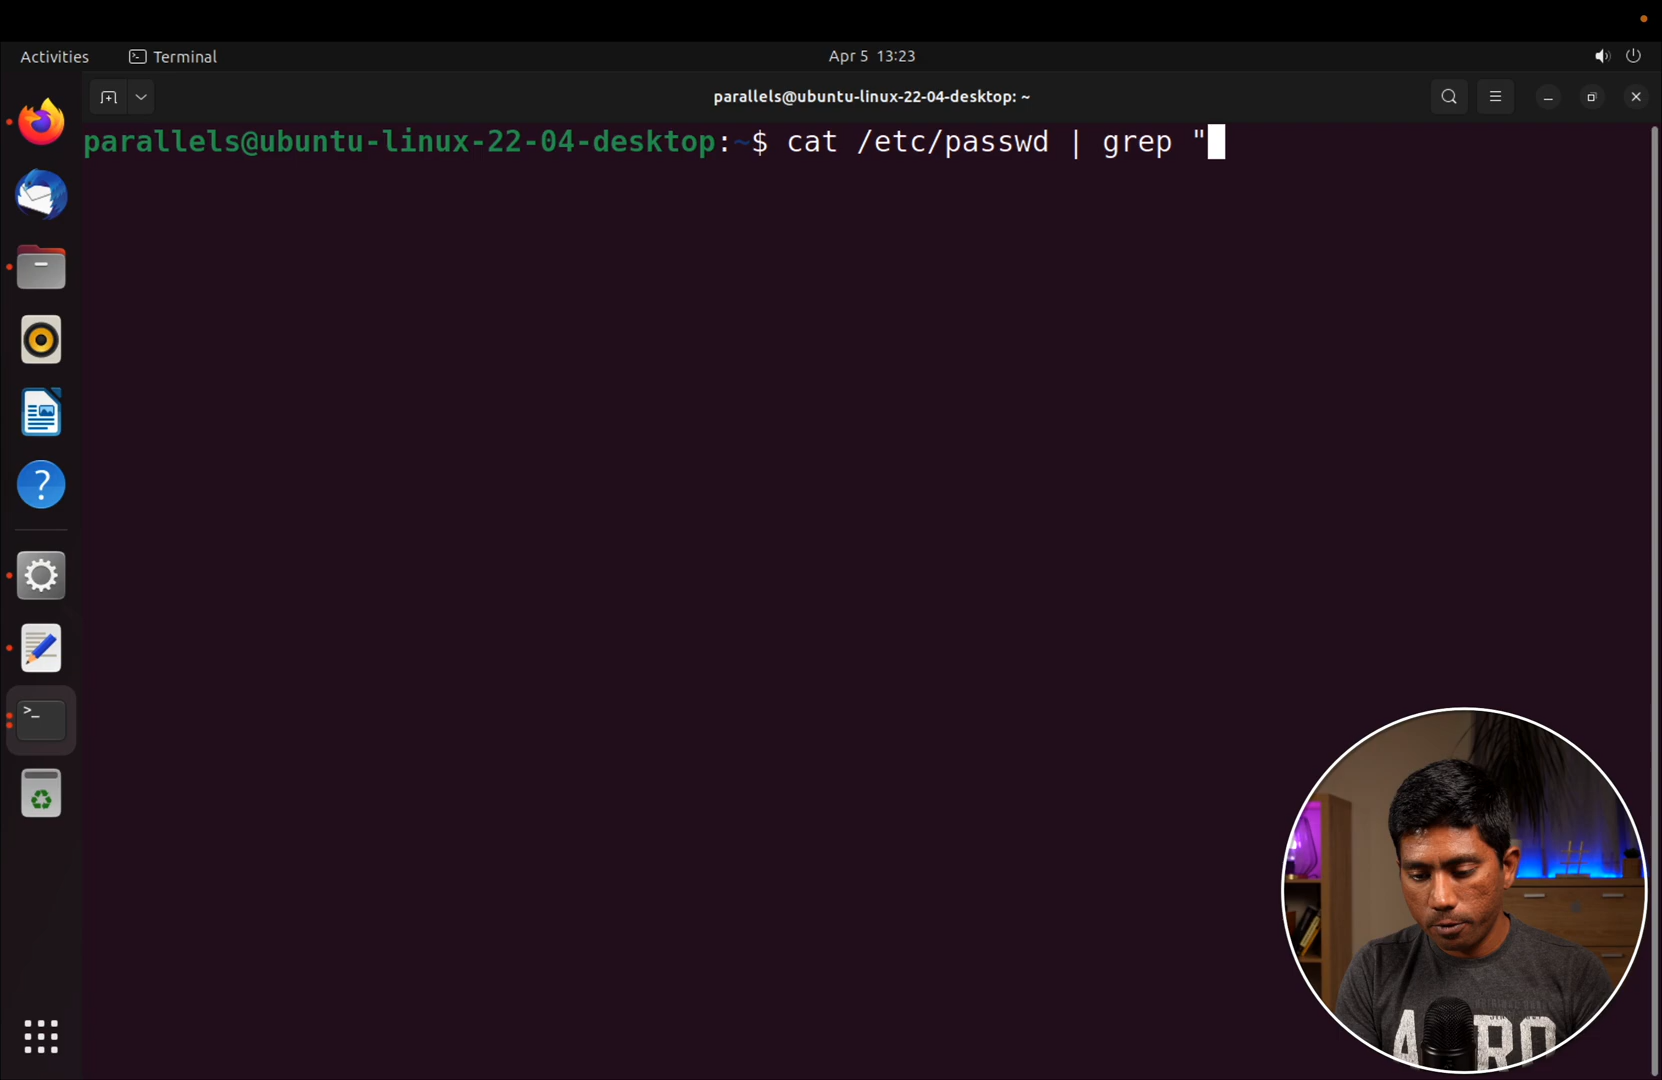 Activities
Terminal
Apr 5 13:23
parallels@ubuntu-linux-22-04-desktop: ~
parallels@ubuntu-linux-22-04-desktop:~$ cat /etc/passwd | grep "